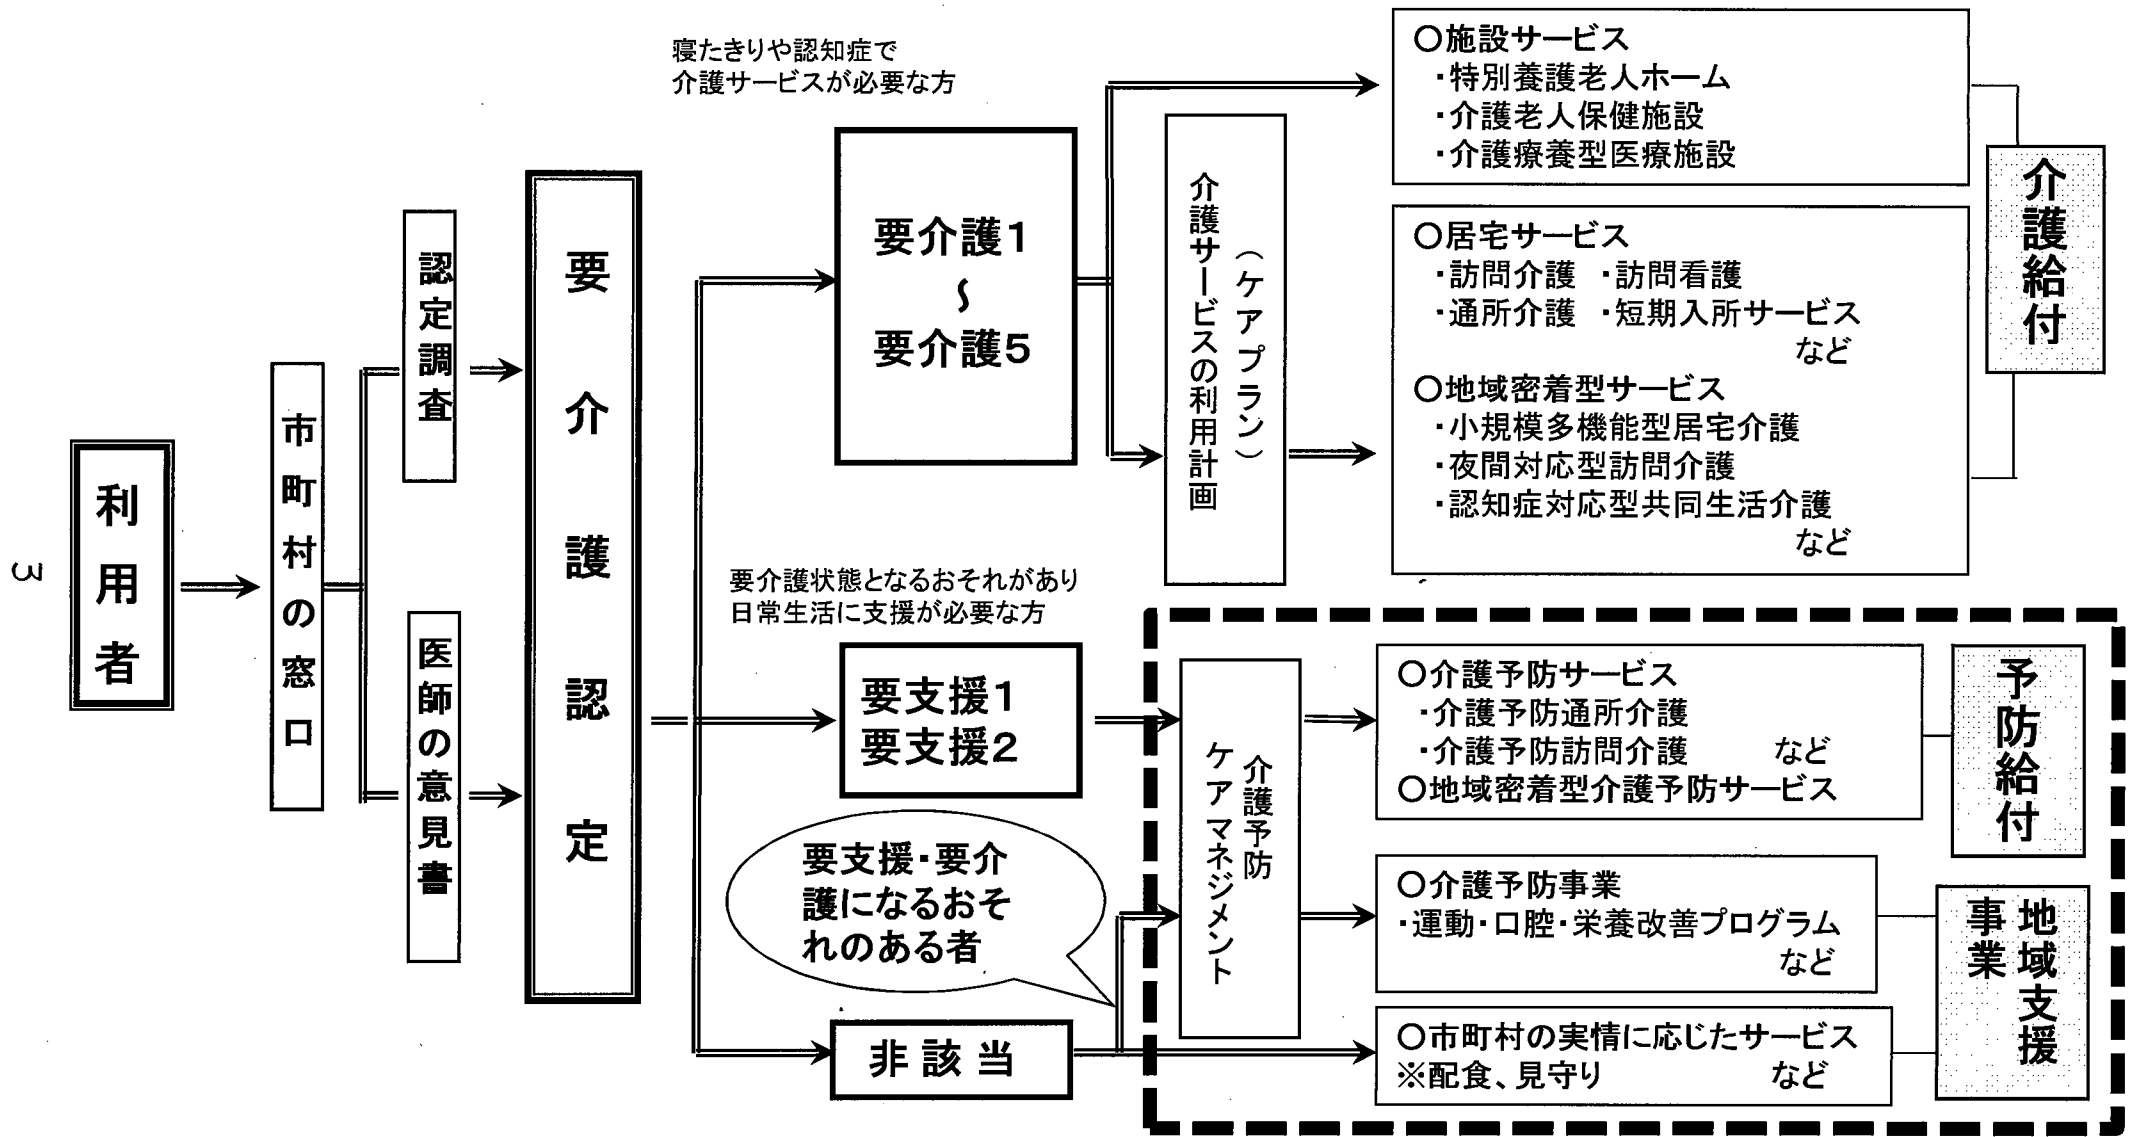 3
利用者
市町村の窓口
認定調査
医師の意見書
要介護認定
寝たきりや認知症で
介護サービスが必要な方
要介護1
〜
要介護5
介護サービスの利用計画
（ケアプラン）
○施設サービス
・特別養護老人ホーム
・介護老人保健施設
・介護療養型医療施設
○居宅サービス
・訪問介護 ・訪問看護
・通所介護 ・短期入所サービス
など
○地域密着型サービス
・小規模多機能型居宅介護
・夜間対応型訪問介護
・認知症対応型共同生活介護
など
介護給付
要介護状態となるおそれがあり
日常生活に支援が必要な方
要支援1
要支援2
介護予防
ケアマネジメント
○介護予防サービス
・介護予防通所介護
・介護予防訪問介護 など
○地域密着型介護予防サービス
予防給付
要支援・要介
護になるおそ
れのある者
非該当
○介護予防事業
・運動・口腔・栄養改善プログラム
など
○市町村の実情に応じたサービス
※配食、見守り など
地域支援
事業